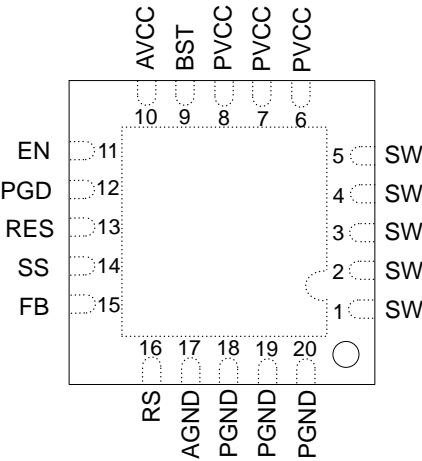 AVCC BST PVCC PVCC PVCC
10 9 8 7 6
EN 11 5 SW
PGD 12 4 SW
RES 13 3 SW
SS 14 2 SW
FB 15 1 SW
16 17 18 19 20
RS AGND PGND PGND PGND